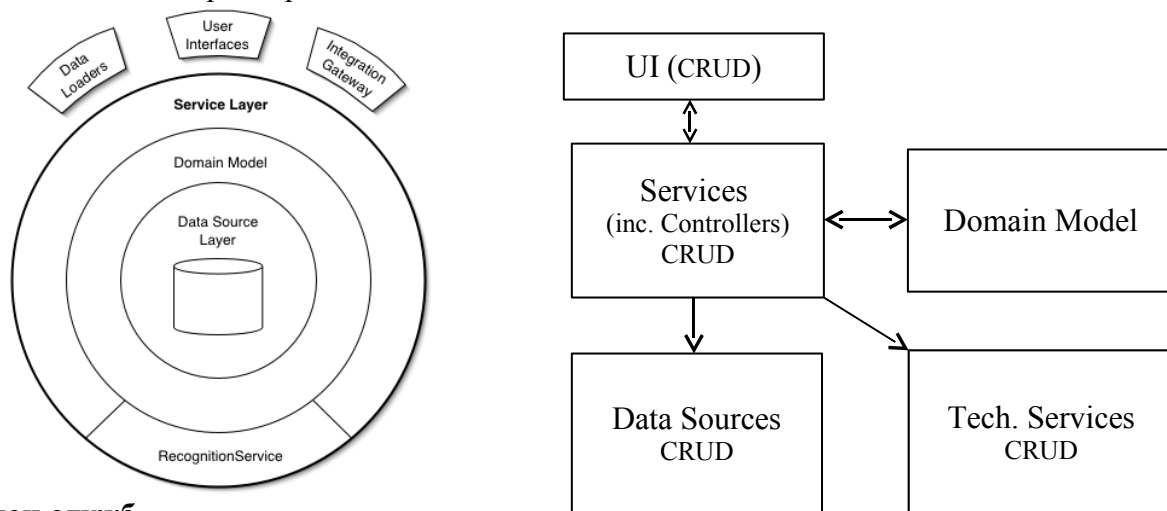 User
Interfaces
Data
Loaders
Integration
Gateway
Service Layer
Domain Model
Data Source
Layer
RecognitionService
UI (CRUD)
Services
(inc. Controllers)
CRUD
Domain Model
Data Sources
CRUD
Tech. Services
CRUD